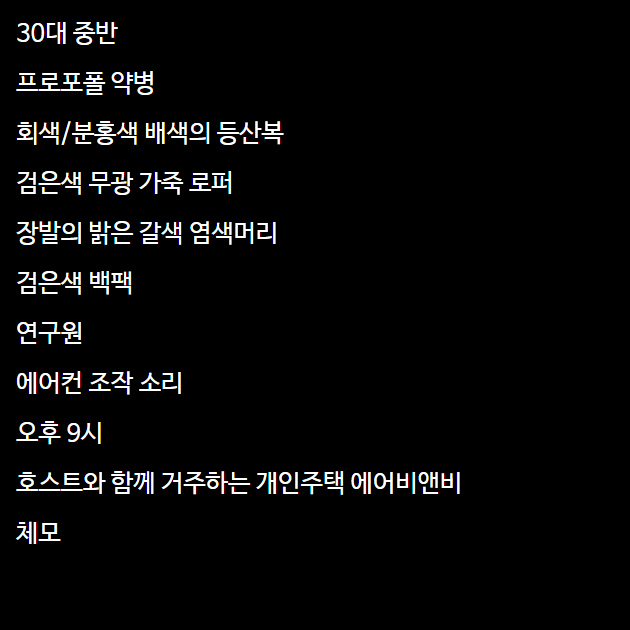 30대 중반
프로포폴 약병
회색/분홍색 배색의 등산복
검은색 무광 가죽 로퍼
장발의 밝은 갈색 염색머리
검은색 백팩
연구원
에어컨 조작 소리
오후 9시
호스트와 함께 거주하는 개인주택 에어비앤비
체모